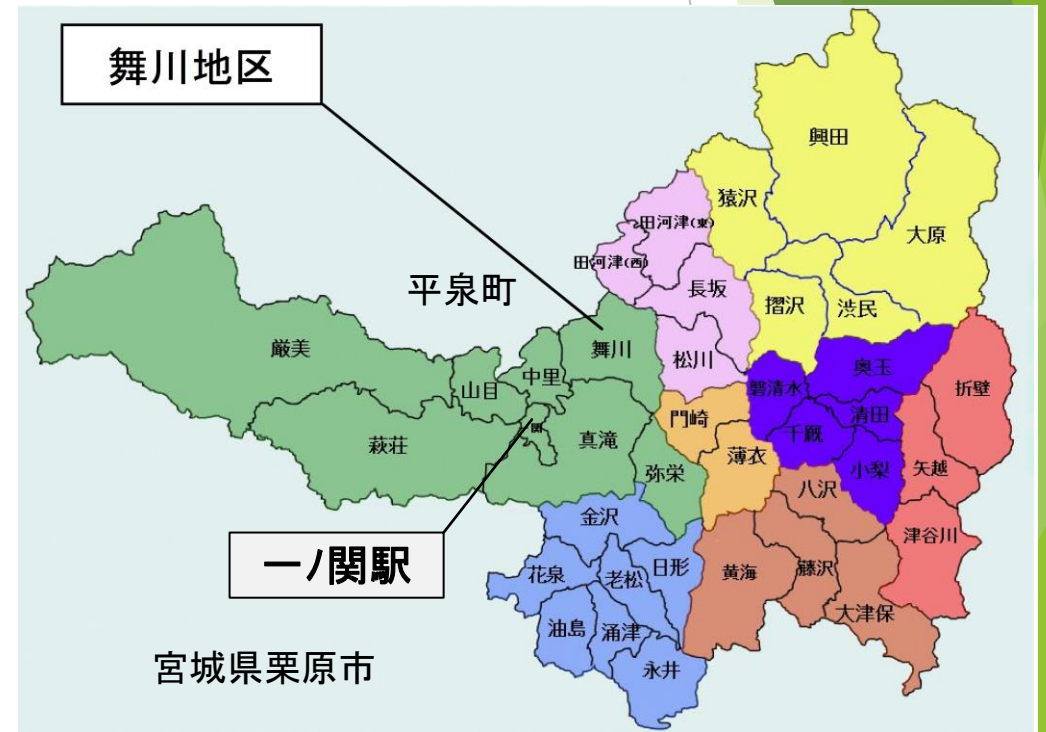 舞川地区
興田
猿沢
田河津(東)
大原
田河津(西)
平泉町
長坂
摺沢
渋民
厳美
舞川
松川
奥玉
中里
山目
磐清水
折壁
門崎
清田
関
千厩
萩荘
真滝
薄衣
小梨
矢越
弥栄
八沢
金沢
津谷川
一ノ関駅
花泉
老松
日形
黄海
藤沢
大津保
油島
涌津
宮城県栗原市
永井